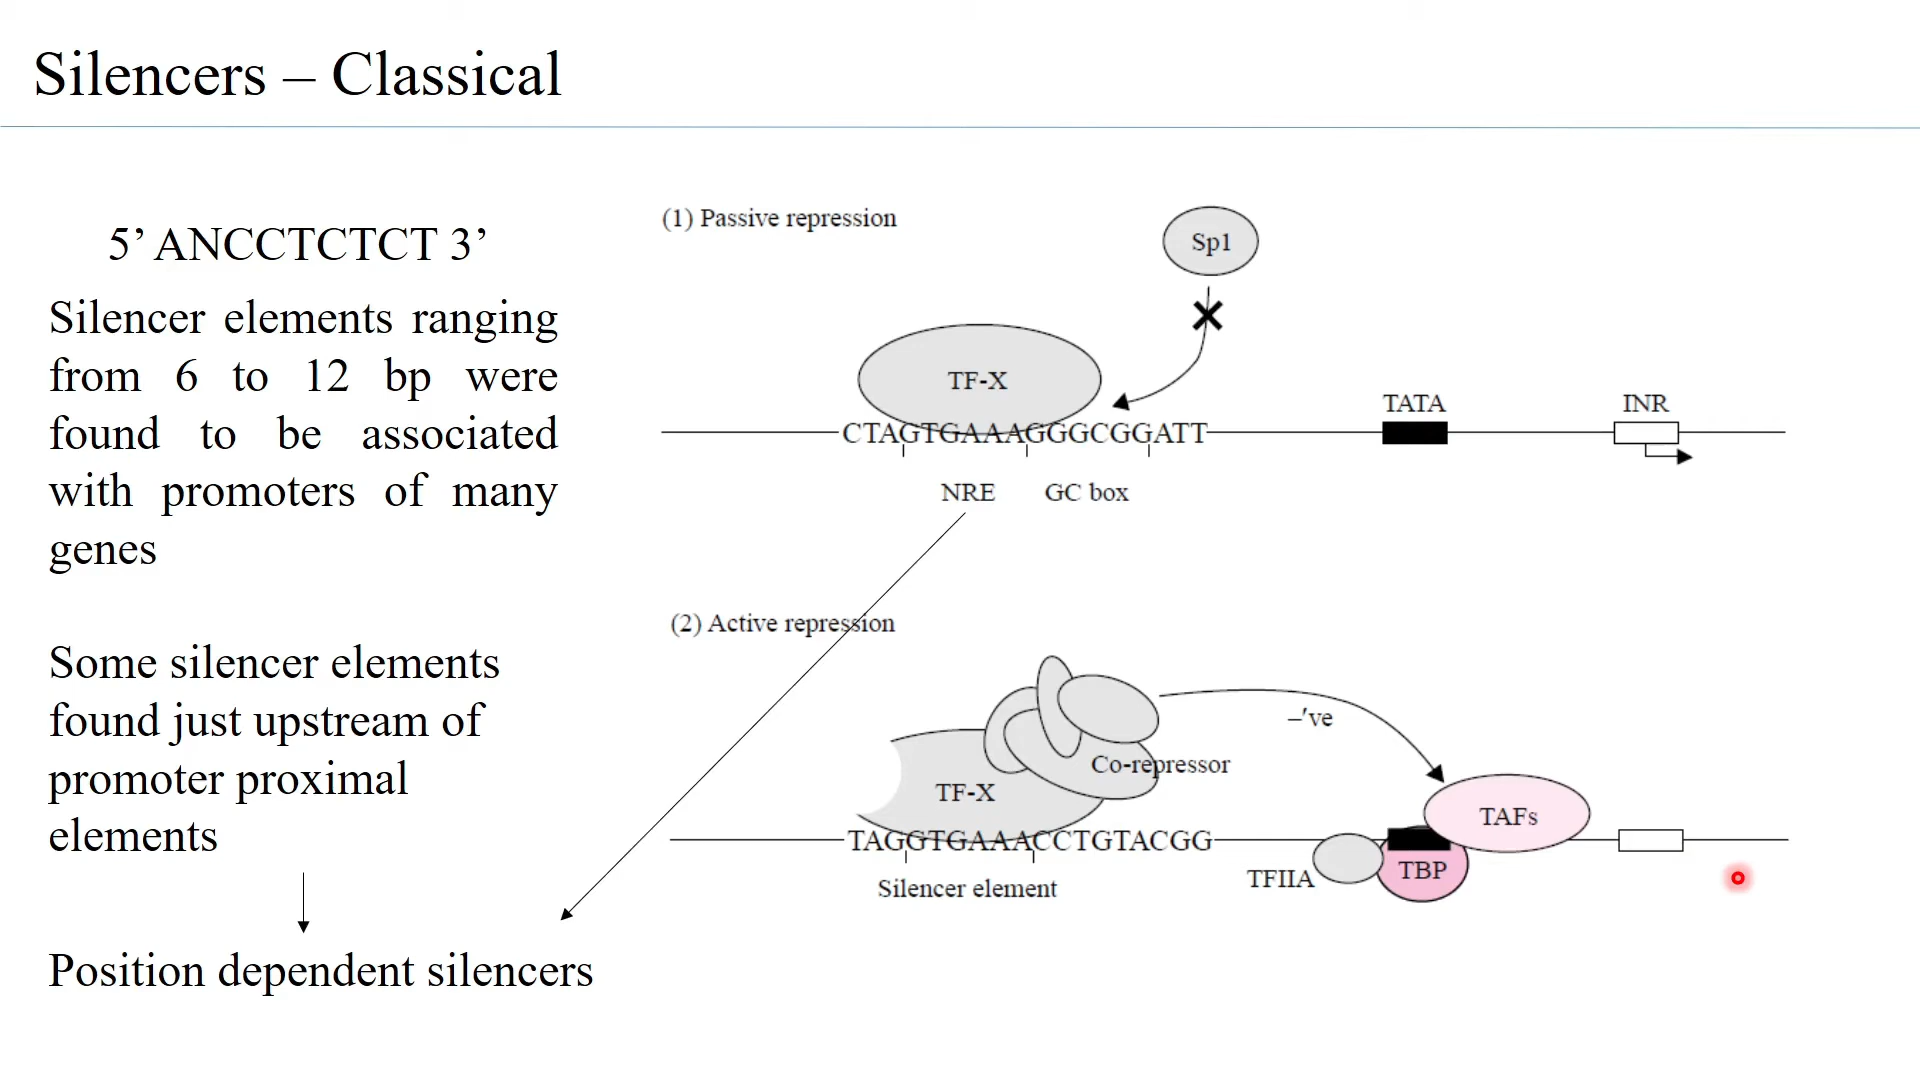 Silencers – Classical
5’ ANCCTCTCT 3’
Silencer elements ranging
from 6 to 12 bp were
found to be associated
with promoters of many
genes
Some silencer elements
found just upstream of
promoter proximal
elements
Position dependent silencers
(1) Passive repression
Sp1
TF-X
CTAGTGAAAGGGCGGATT
TATA
INR
NRE
GC box
(2) Active repression
–′ve
Co-repressor
TF-X
TAFs
TAGGTGAAACCTGTACGG
TBP
TFIIA
Silencer element